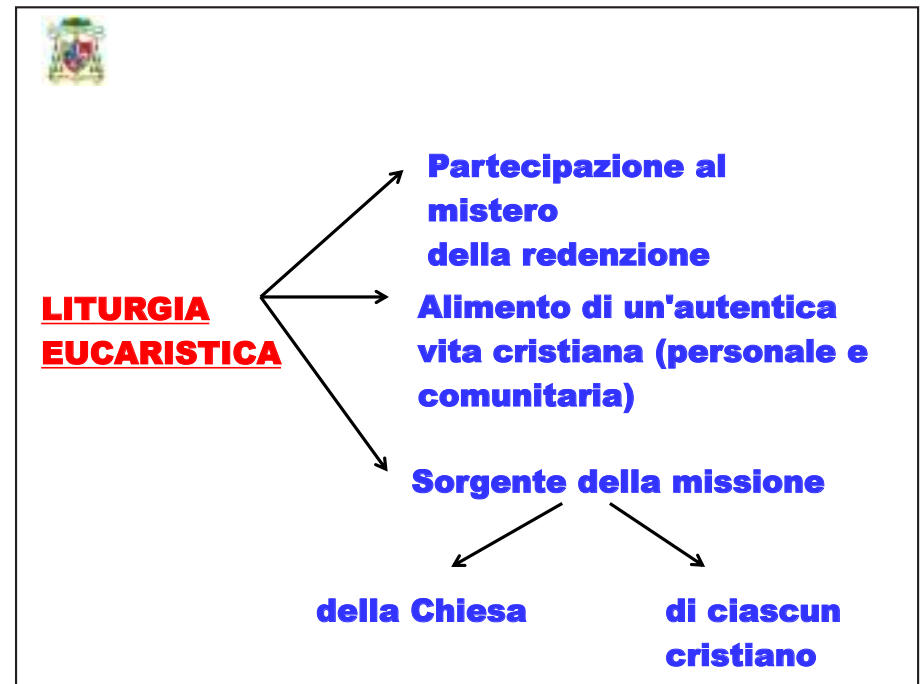 Partecipazione al
mistero
della redenzione
LITURGIA
EUCARISTICA
Alimento di un'autentica
vita cristiana (personale e
comunitaria)
Sorgente della missione
della Chiesa
di ciascun
cristiano